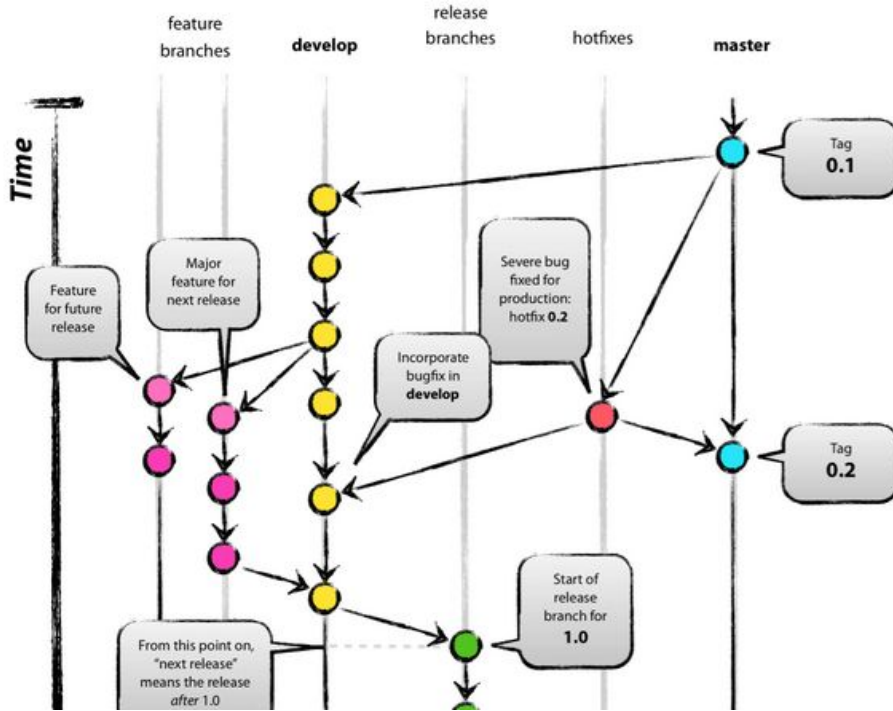 feature
branches
develop
release
branches
hotfixes
master
Time
Tag
0.1
Severe bug
fixed for
production:
hotfix 0.2
Major
feature for
next release
Feature
for future
release
Incorporate
bugfix in
develop
Tag
0.2
Start of
release
branch for
1.0
From this point on,
“next release”
means the release
after 1.0